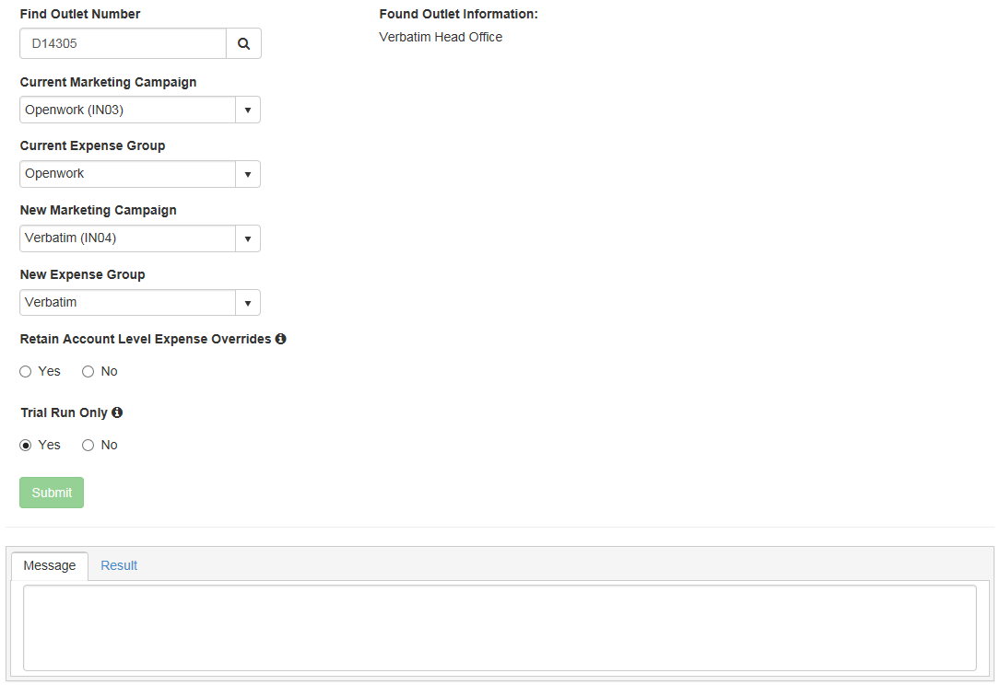 Find Outlet Number
D14305
Found Outlet Information:
Verbatim Head Office
Current Marketing Campaign
Openwork (IN03)
Current Expense Group
Openwork
New Marketing Campaign
Verbatim (IN04)
New Expense Group
Verbatim
Retain Account Level Expense Overrides
Yes No
Trial Run Only
Yes No
Submit
Message Result